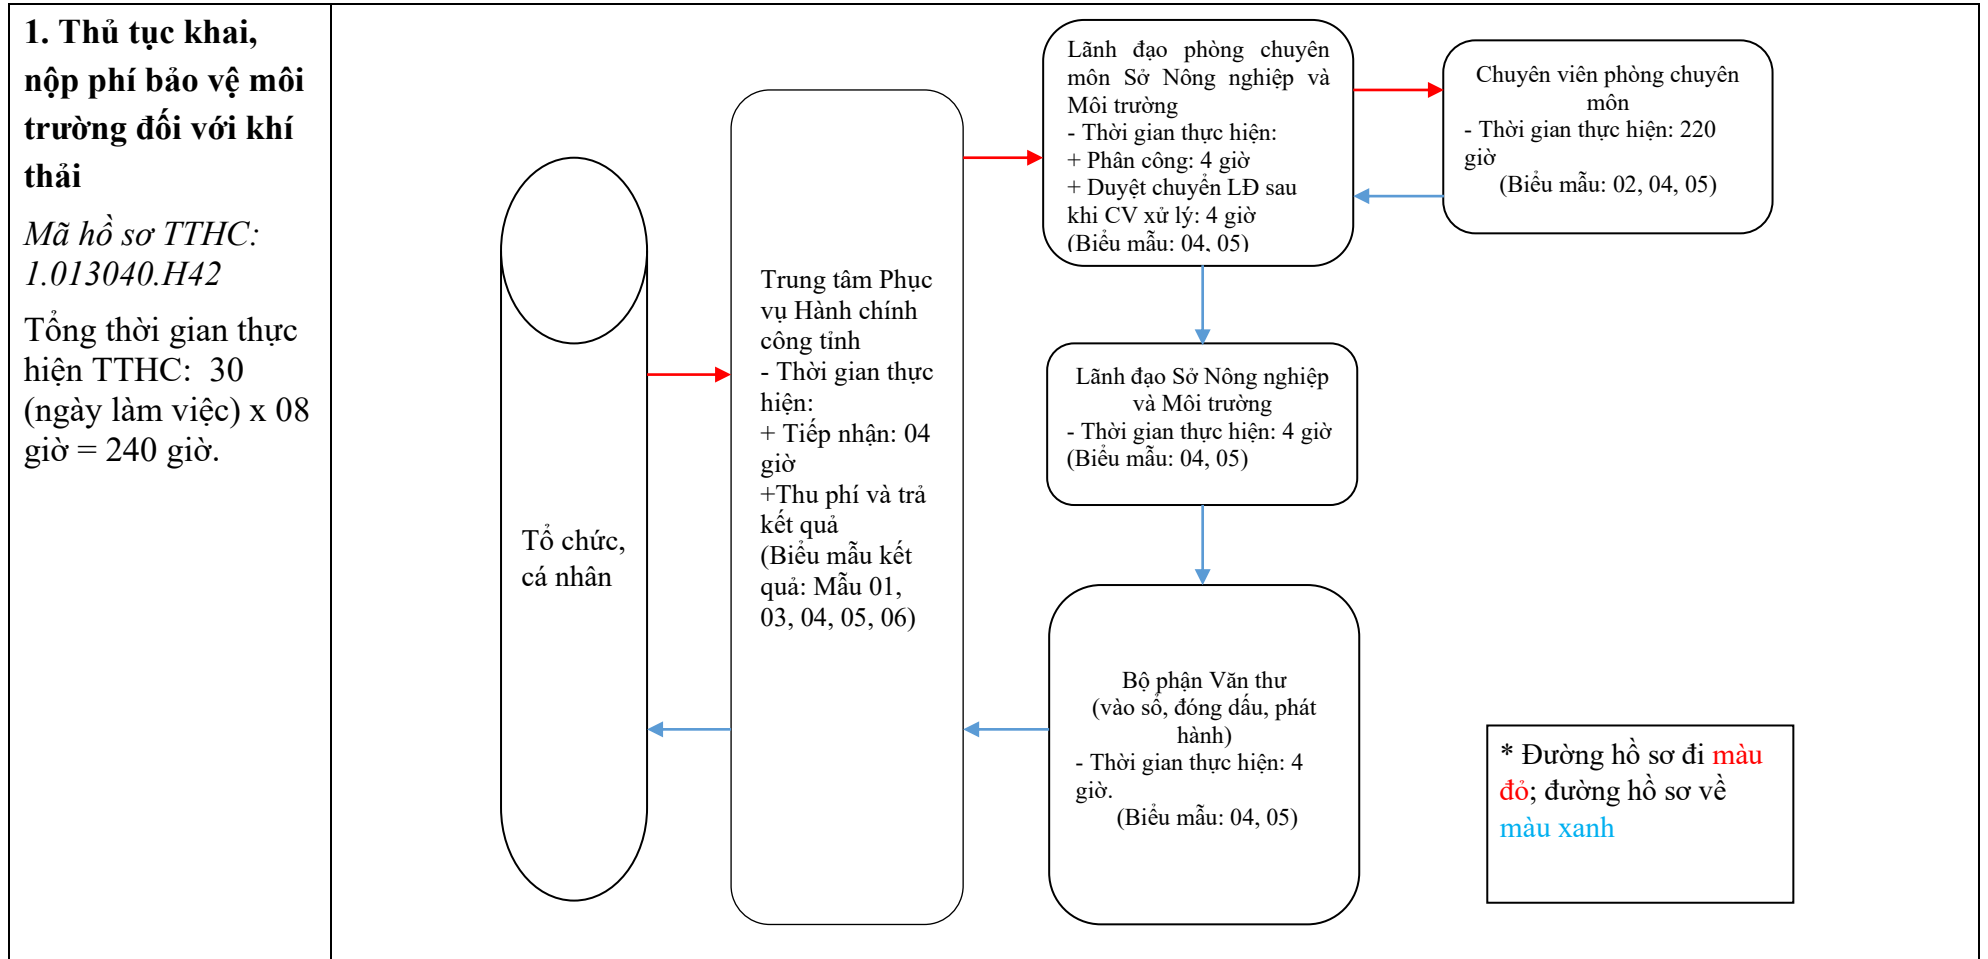 1. Thủ tục khai,
nộp phí bảo vệ môi
trường đối với khí
thải
Mã hồ sơ TTHC:
1.013040.H42
Tổng thời gian thực
hiện TTHC: 30
(ngày làm việc) x 08
giờ = 240 giờ.
Tổ chức,
cá nhân
Trung tâm Phục
vụ Hành chính
công tỉnh
- Thời gian thực
hiện:
+ Tiếp nhận: 04
giờ
+Thu phí và trả
kết quả
(Biểu mẫu kết
quả: Mẫu 01,
03, 04, 05, 06)
Lãnh đạo phòng chuyên
môn Sở Nông nghiệp và
Môi trường
- Thời gian thực hiện:
+ Phân công: 4 giờ
+ Duyệt chuyển LĐ sau
khi CV xử lý: 4 giờ
(Biểu mẫu: 04, 05)
Chuyên viên phòng chuyên
môn
- Thời gian thực hiện: 220
giờ
(Biểu mẫu: 02, 04, 05)
Lãnh đạo Sở Nông nghiệp
và Môi trường
- Thời gian thực hiện: 4 giờ
(Biểu mẫu: 04, 05)
Bộ phận Văn thư
(vào sổ, đóng dấu, phát
hành)
- Thời gian thực hiện: 4
giờ.
(Biểu mẫu: 04, 05)
* Đường hồ sơ đi màu
đỏ; đường hồ sơ về
màu xanh